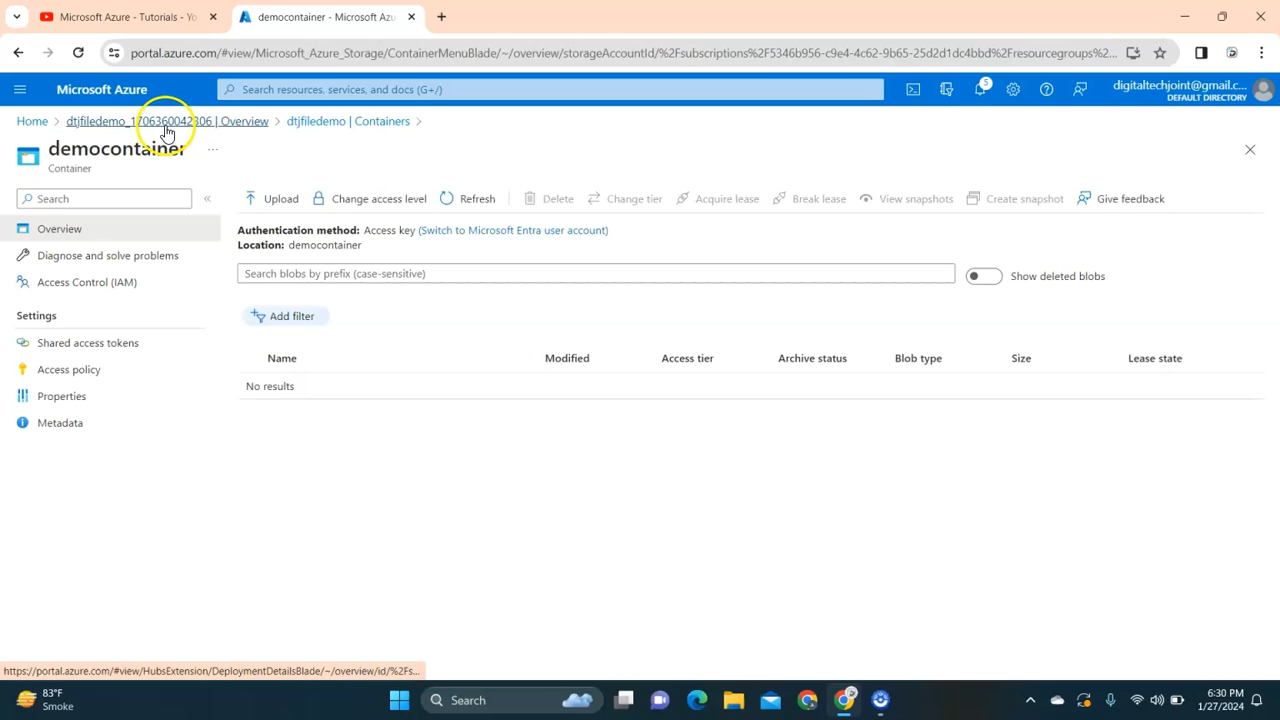 Microsoft Azure - Tutorials - Yo
democontainer - Microsoft Azu
portal.azure.com/#view/Microsoft_Azure_Storage/ContainerMenuBlade/~/overview/storageAccountId/%2Fsubscriptions%2F5346b956-c9e4-4c62-9b65-25d2d1dc4bbd%2Fresourcegroups%2...
Microsoft Azure
Search resources, services, and docs (G+/)
5
digitaltechjoint@gmail.c...
DEFAULT DIRECTORY
Home > dtjfiledemo_1706360042306 | Overview > dtjfiledemo | Containers >
democontainer ...
Container
Search
«
Upload Change access level Refresh Delete Change tier Acquire lease Break lease View snapshots Create snapshot Give feedback
Overview
Diagnose and solve problems
Access Control (IAM)
Settings
Shared access tokens
Access policy
Properties
Metadata
Authentication method: Access key (Switch to Microsoft Entra user account)
Location: democontainer
Search blobs by prefix (case-sensitive)
Show deleted blobs
Add filter
Name Modified Access tier Archive status Blob type Size Lease state
No results
https://portal.azure.com/#view/HubsExtension/DeploymentDetailsBlade/~/overview/id/%2Fs...
83°F
Smoke
Search
6:30 PM
1/27/2024